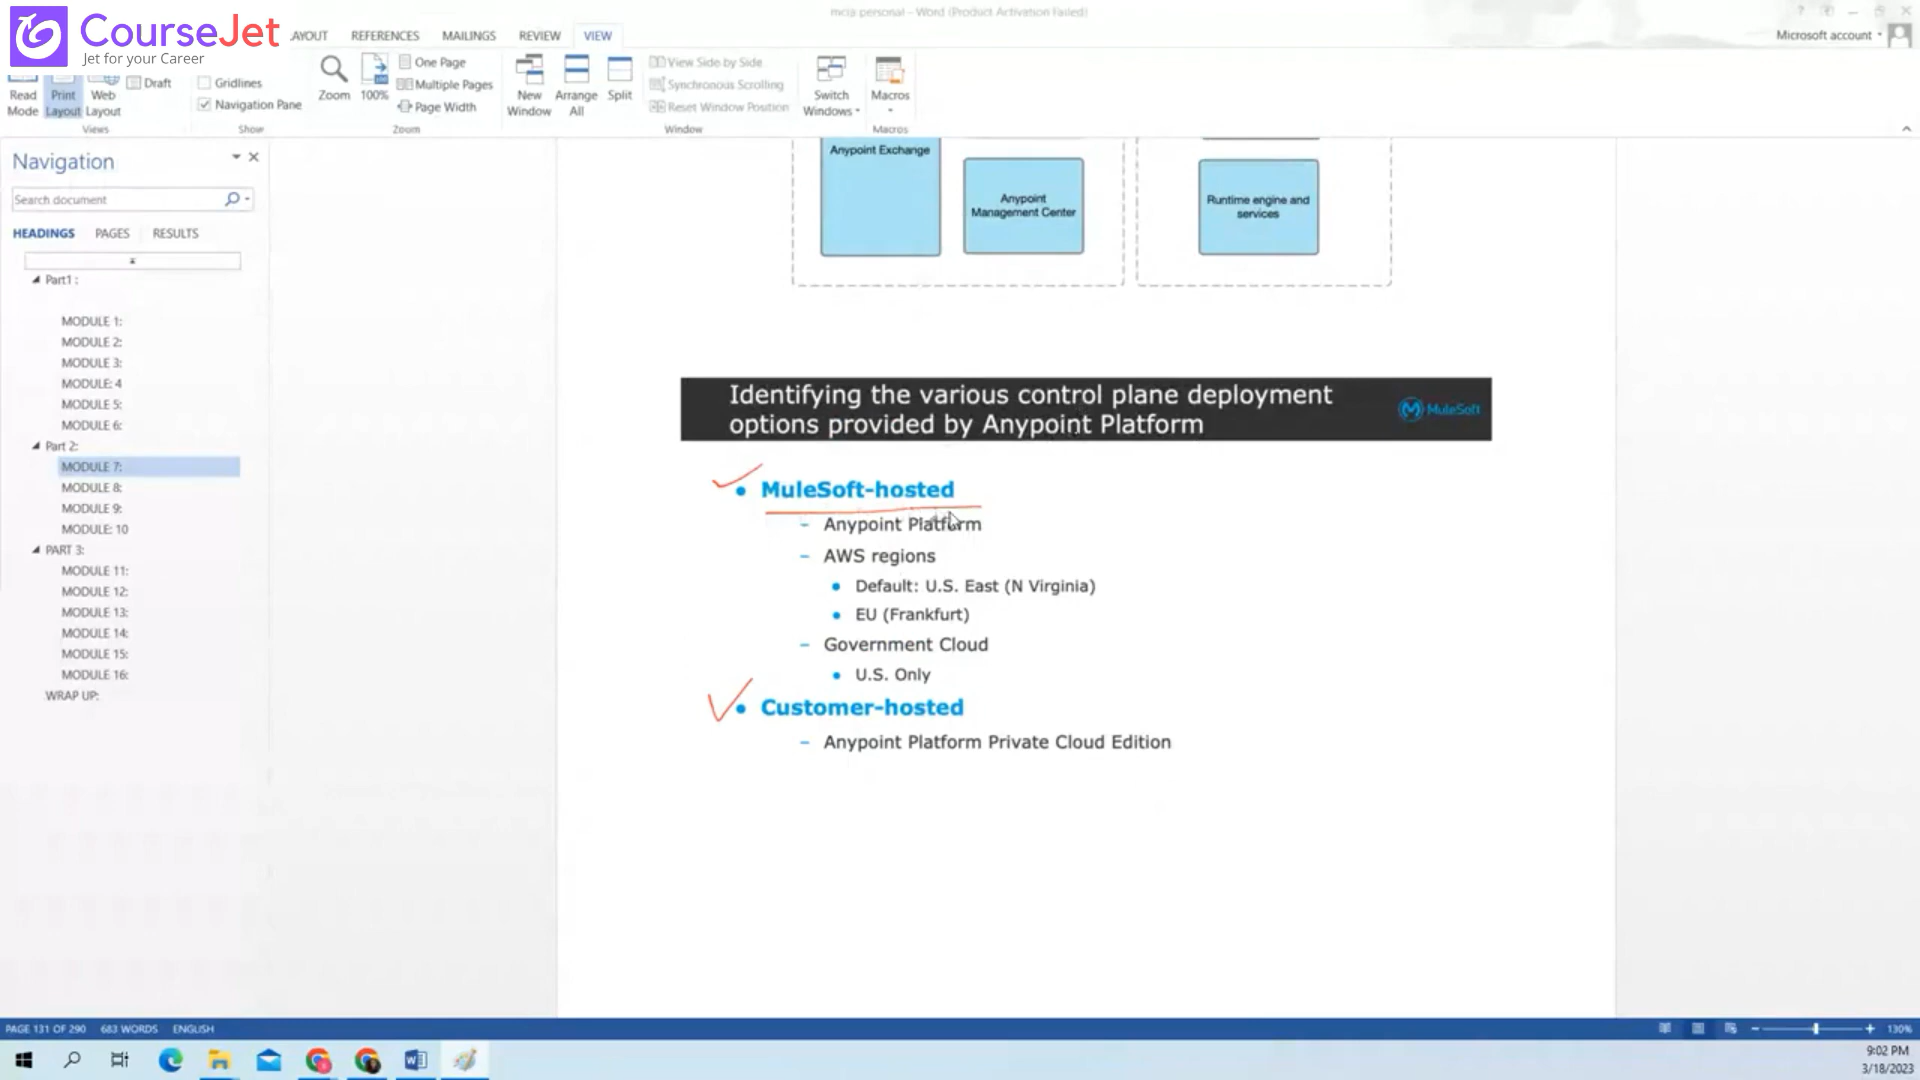 mcia personal - Word (Product Activation Failed)
CourseJet
Jet for your Career
AYOUT REFERENCES MAILINGS REVIEW VIEW
Microsoft account
Read Mode
Print Layout
Web Layout
Draft
Views
Gridlines
Navigation Pane
Show
Zoom
100%
One Page
Multiple Pages
Page Width
Zoom
New Window
Arrange All
Split
View Side by Side
Synchronous Scrolling
Reset Window Position
Window
Switch Windows
Macros
Macros
Navigation
Search document
HEADINGS PAGES RESULTS
Part1 :
MODULE 1:
MODULE 2:
MODULE 3:
MODULE: 4
MODULE 5:
MODULE 6:
Part 2:
MODULE 7:
MODULE 8:
MODULE 9:
MODULE: 10
PART 3:
MODULE 11:
MODULE 12:
MODULE 13:
MODULE 14:
MODULE 15:
MODULE 16:
WRAP UP:
Anypoint Exchange
Anypoint
Management Center
Runtime engine and
services
Identifying the various control plane deployment
options provided by Anypoint Platform
MuleSoft
• MuleSoft-hosted
– Anypoint Platform
– AWS regions
• Default: U.S. East (N Virginia)
• EU (Frankfurt)
– Government Cloud
• U.S. Only
• Customer-hosted
– Anypoint Platform Private Cloud Edition
PAGE 131 OF 290 683 WORDS ENGLISH
130%
9:02 PM
3/18/2023